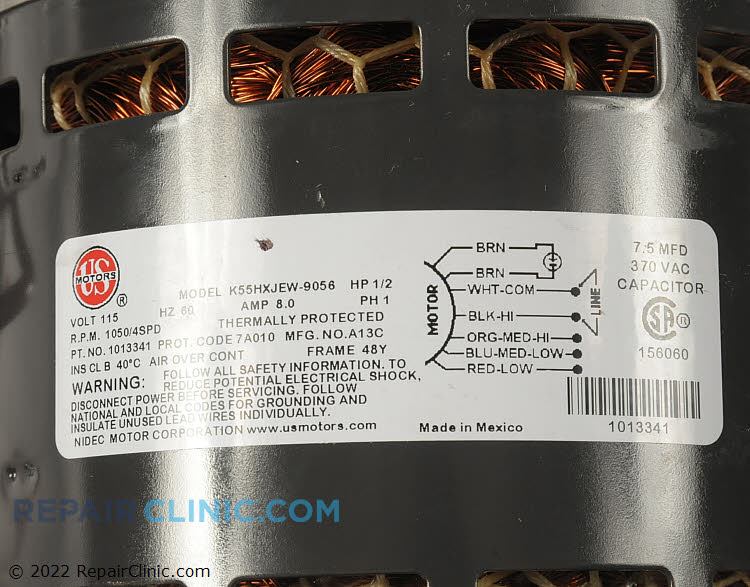 US
MOTORS
®
MODEL K55HXJEW-9056 HP 1/2
VOLT 115 HZ 60 AMP 8.0 PH 1
R.P.M. 1050/4SPD THERMALLY PROTECTED
PT. NO. 1013341 PROT. CODE 7A010 MFG. NO. A13C
INS CL B 40°C AIR OVER CONT FRAME 48Y
WARNING: FOLLOW ALL SAFETY INFORMATION. TO
REDUCE POTENTIAL ELECTRICAL SHOCK,
DISCONNECT POWER BEFORE SERVICING. FOLLOW
NATIONAL AND LOCAL CODES FOR GROUNDING AND
INSULATE UNUSED LEAD WIRES INDIVIDUALLY.
NIDEC MOTOR CORPORATION www.usmotors.com
MOTOR
BRN
BRN
WHT-COM
BLK-HI
ORG-MED-HI
BLU-MED-LOW
RED-LOW
LINE
Made in Mexico
7.5 MFD
370 VAC
CAPACITOR
SA ®
156060
1013341
REPAIRCLINIC.COM
© 2022 RepairClinic.com